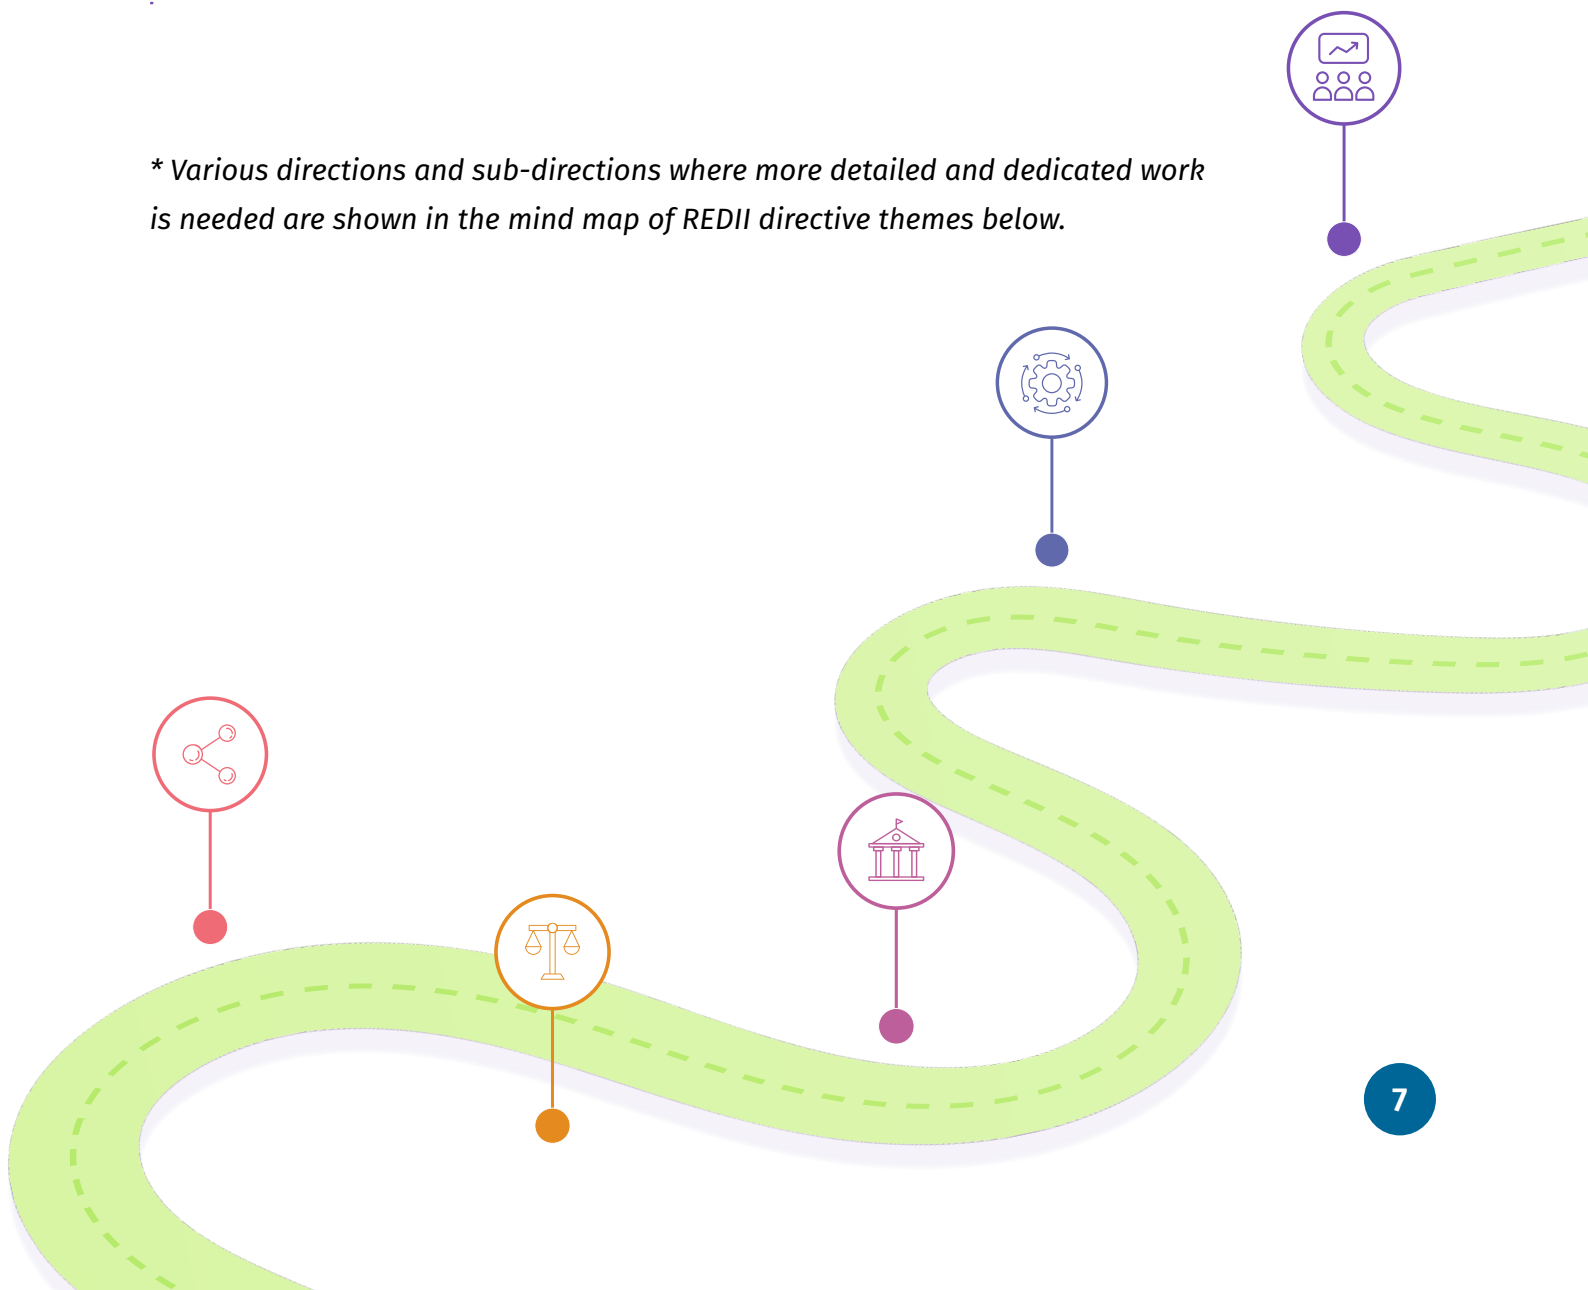 * Various directions and sub-directions where more detailed and dedicated work
is needed are shown in the mind map of REDII directive themes below.
7